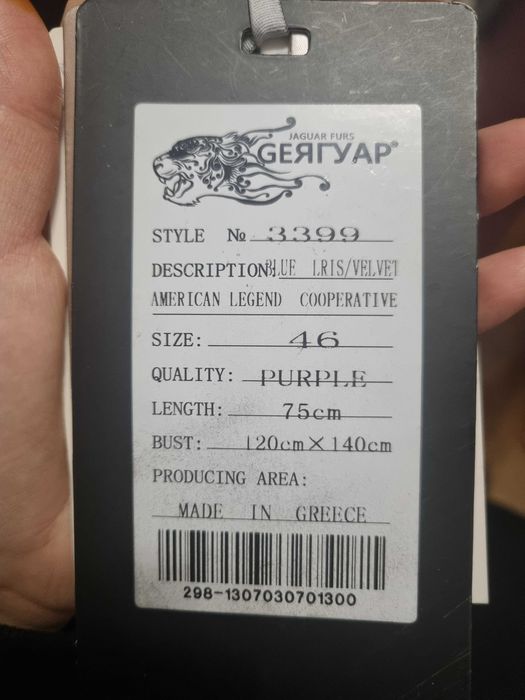 JAGUAR FURS
GEЯГУАР®
STYLE № 3399
DESCRIPTION: BLUE LRIS/VELVET
AMERICAN LEGEND COOPERATIVE
SIZE: 46
QUALITY: PURPLE
LENGTH: 75cm
BUST: 120cm×140cm
PRODUCING AREA:
MADE IN GREECE
298-1307030701300